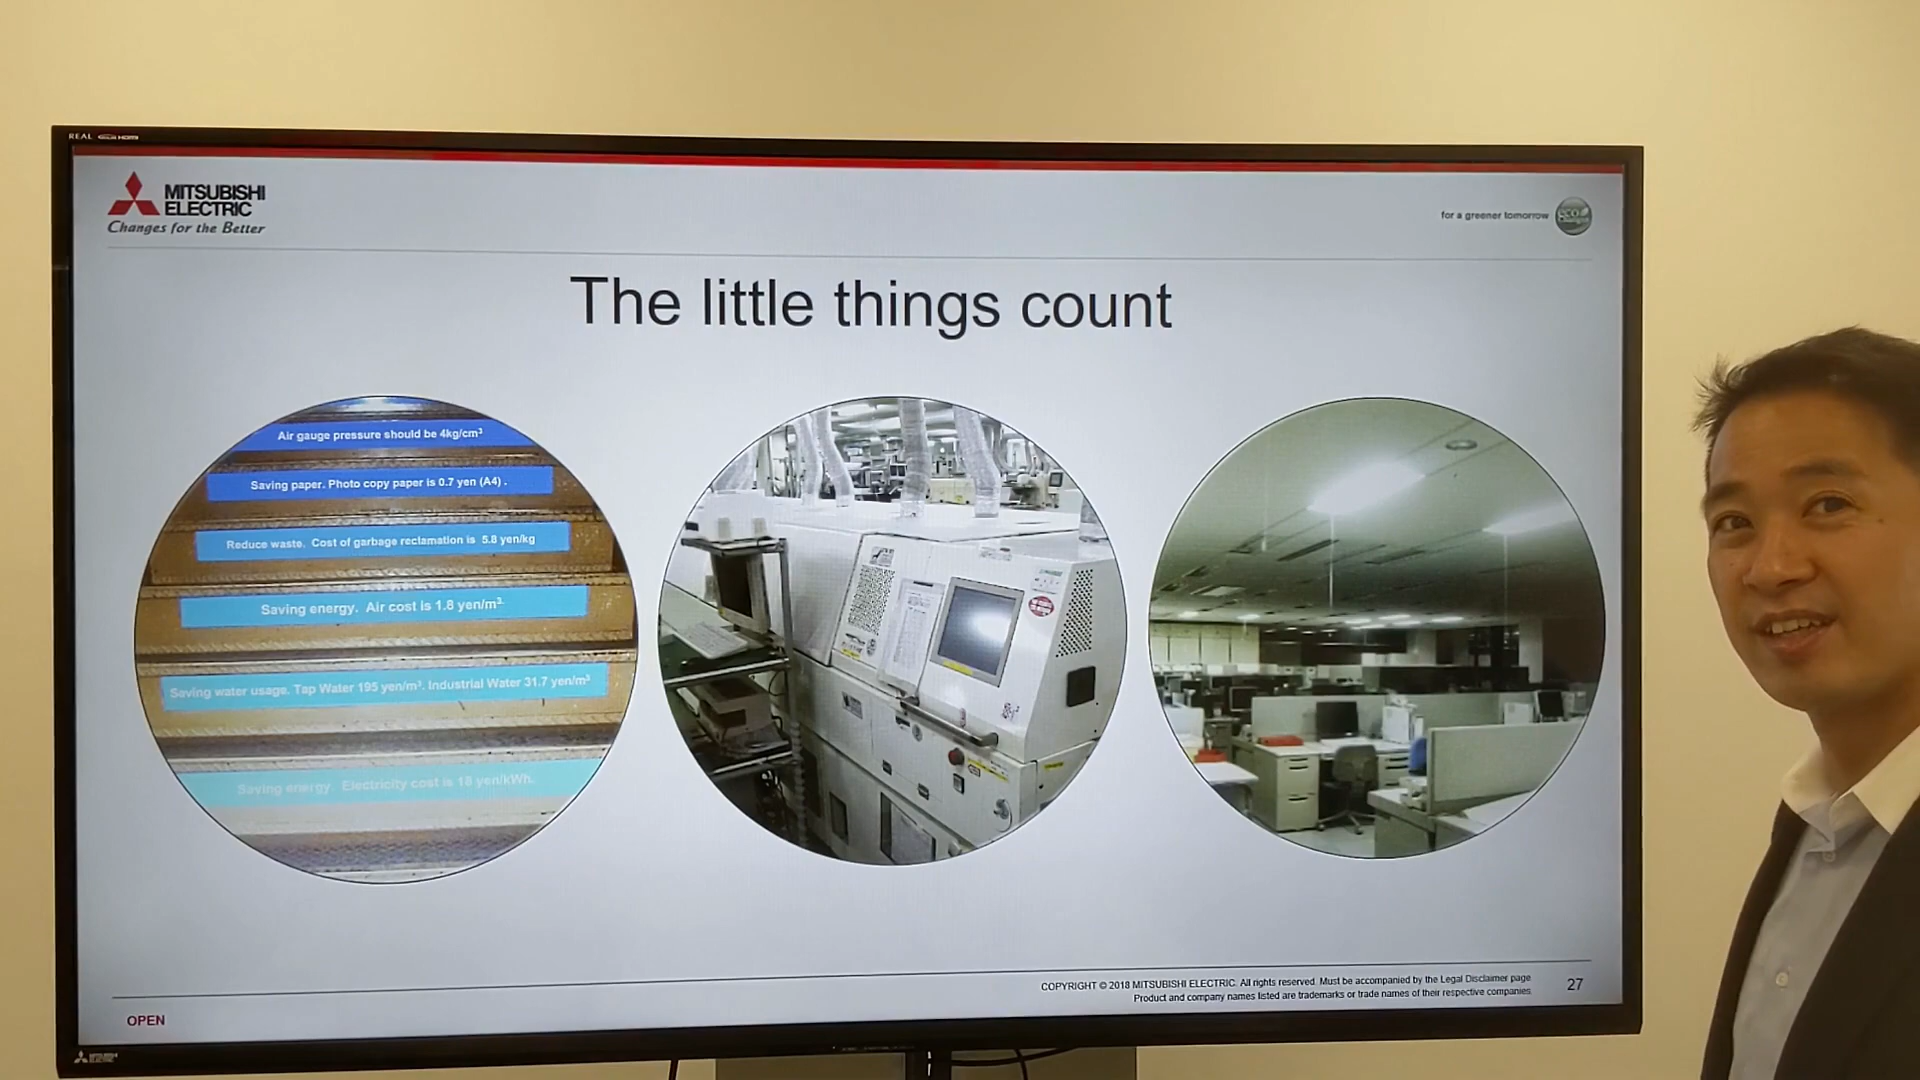 REAL
HDMI
MITSUBISHI
ELECTRIC
Changes for the Better
for a greener tomorrow
eco
The little things count
Air gauge pressure should be 4kg/cm³
Saving paper. Photo copy paper is 0.7 yen (A4) .
Reduce waste. Cost of garbage reclamation is 5.8 yen/kg
Saving energy. Air cost is 1.8 yen/m³.
Saving water usage. Tap Water 195 yen/m³. Industrial Water 31.7 yen/m³
Saving energy. Electricity cost is 18 yen/kWh.
COPYRIGHT © 2018 MITSUBISHI ELECTRIC. All rights reserved. Must be accompanied by the Legal Disclaimer page.
Product and company names listed are trademarks or trade names of their respective companies.
27
OPEN
MITSUBISHI
ELECTRIC